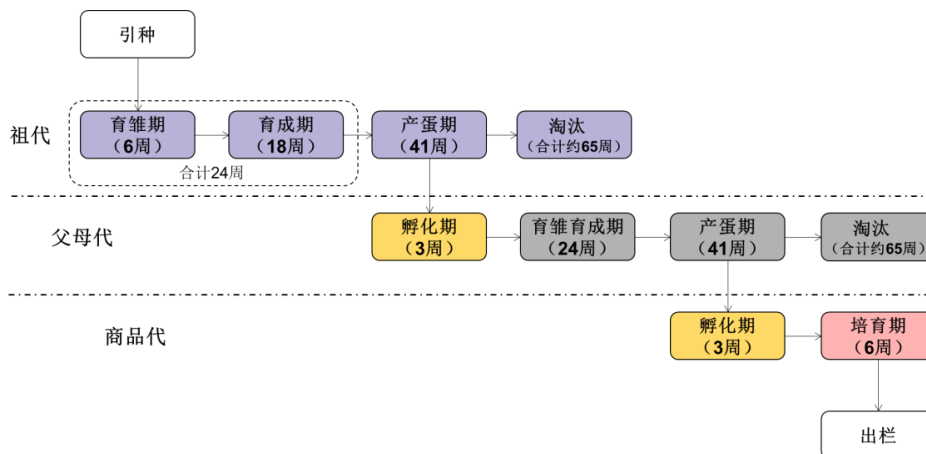 引种
祖代
育雏期
（6周）
育成期
（18周）
合计24周
产蛋期
（41周）
淘汰
（合计约65周）
父母代
孵化期
（3周）
育雏育成期
（24周）
产蛋期
（41周）
淘汰
（合计约65周）
商品代
孵化期
（3周）
培育期
（6周）
出栏